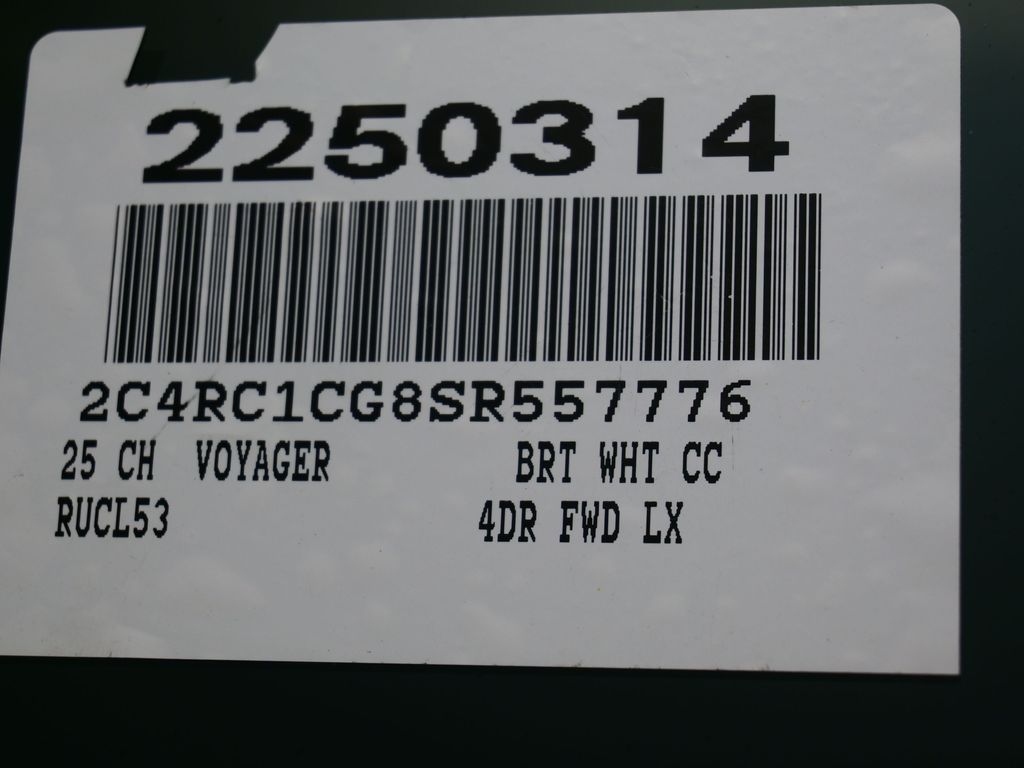 2250314
2C4RC1CG8SR557776
25 CH VOYAGER BRT WHT CC
RUCL53 4DR FWD LX